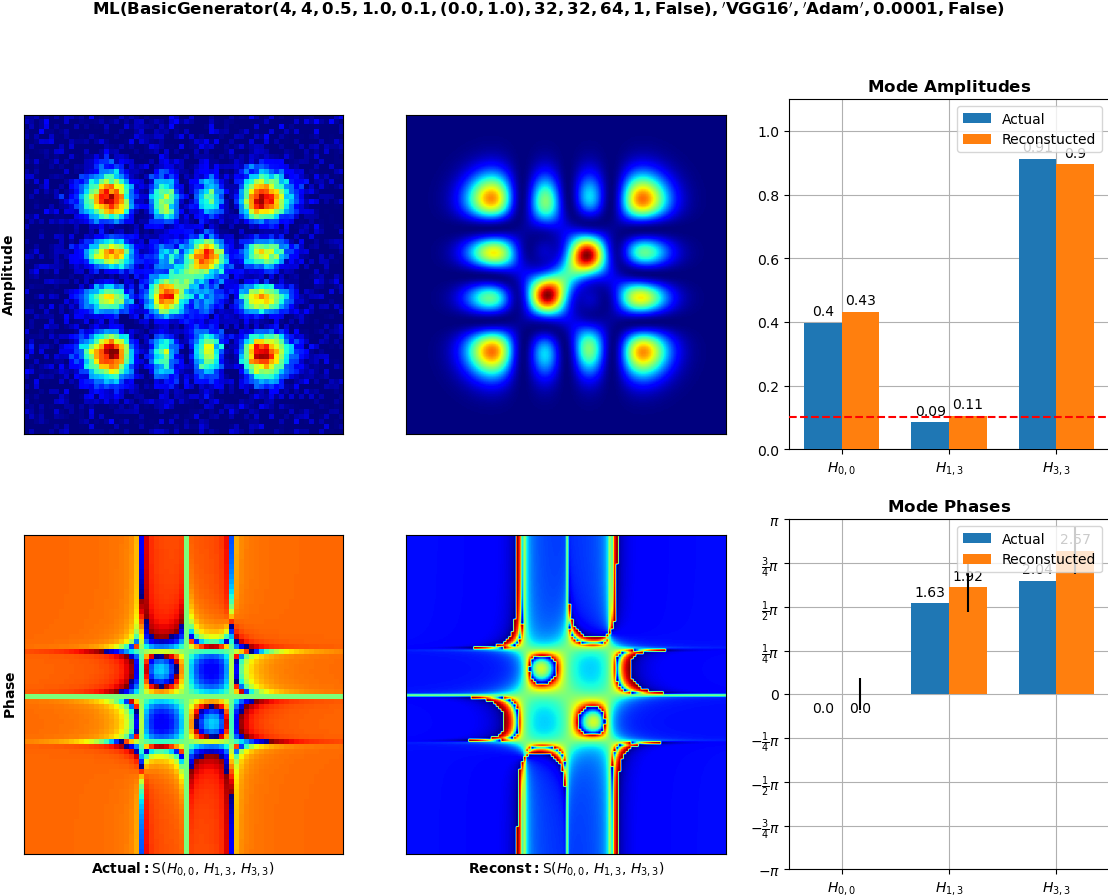 ML(BasicGenerator(4, 4, 0.5, 1.0, 0.1, (0.0, 1.0), 32, 32, 64, 1, False), ′VGG16′, ′Adam′, 0.0001, False)
Mode Amplitudes
Actual
Reconstucted
1.0
0.8
0.6
0.4
0.2
0.0
0.4
0.43
0.09
0.11
0.91
0.9
H0,0
H1,3
H3,3
Amplitude
Mode Phases
Actual
Reconstucted
π
3/4π
1/2π
1/4π
0
−1/4π
−1/2π
−3/4π
−π
0.0
0.0
1.63
1.92
2.04
2.57
H0,0
H1,3
H3,3
Phase
Actual: S(H0,0, H1,3, H3,3)
Reconst: S(H0,0, H1,3, H3,3)